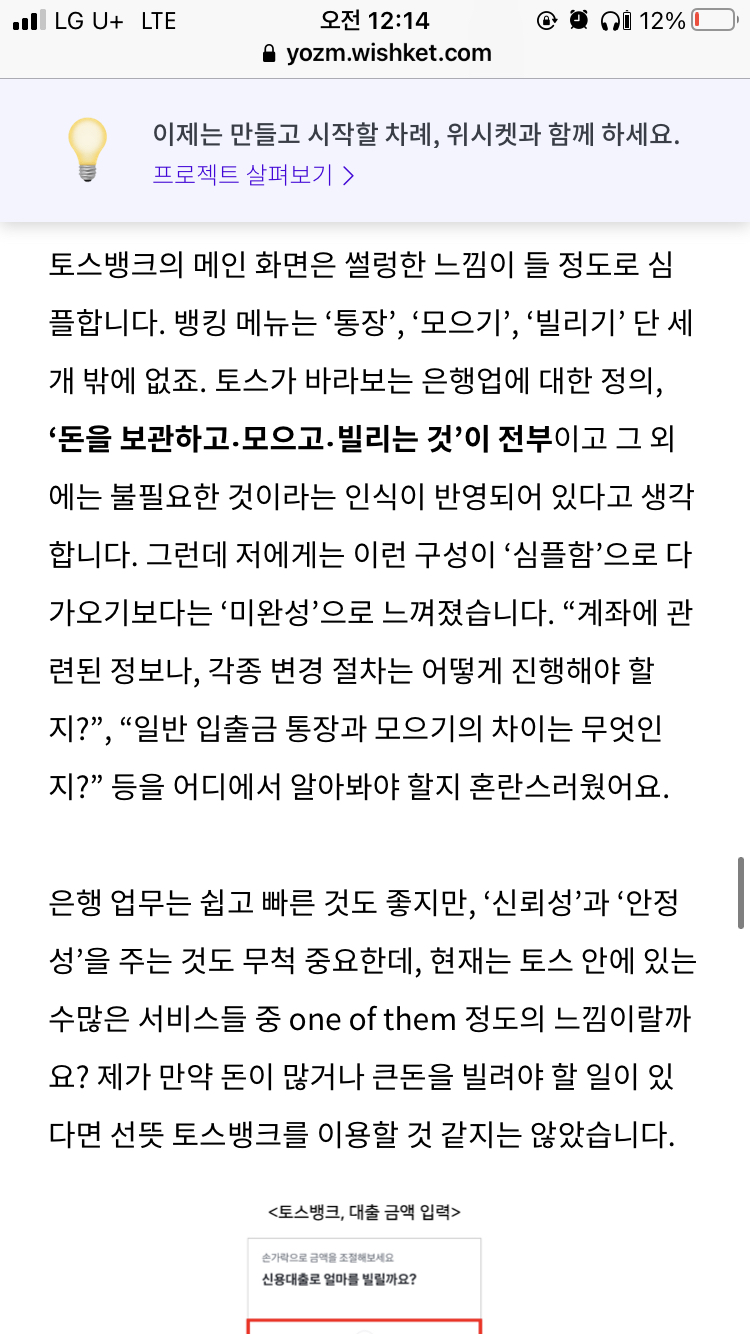 LG U+ LTE 오전 12:14 12%
yozm.wishket.com
이제는 만들고 시작할 차례, 위시켓과 함께 하세요.
프로젝트 살펴보기 >
토스뱅크의 메인 화면은 썰렁한 느낌이 들 정도로 심
플합니다. 뱅킹 메뉴는 ‘통장’, ‘모으기’, ‘빌리기’ 단 세
개 밖에 없죠. 토스가 바라보는 은행업에 대한 정의,
‘돈을 보관하고·모으고·빌리는 것’이 전부이고 그 외
에는 불필요한 것이라는 인식이 반영되어 있다고 생각
합니다. 그런데 저에게는 이런 구성이 ‘심플함’으로 다
가오기보다는 ‘미완성’으로 느껴졌습니다. “계좌에 관
련된 정보나, 각종 변경 절차는 어떻게 진행해야 할
지?”, “일반 입출금 통장과 모으기의 차이는 무엇인
지?” 등을 어디에서 알아봐야 할지 혼란스러웠어요.
은행 업무는 쉽고 빠른 것도 좋지만, ‘신뢰성’과 ‘안정
성’을 주는 것도 무척 중요한데, 현재는 토스 안에 있는
수많은 서비스들 중 one of them 정도의 느낌이랄까
요? 제가 만약 돈이 많거나 큰돈을 빌려야 할 일이 있
다면 선뜻 토스뱅크를 이용할 것 같지는 않았습니다.
<토스뱅크, 대출 금액 입력>
손가락으로 금액을 조절해보세요
신용대출로 얼마를 빌릴까요?